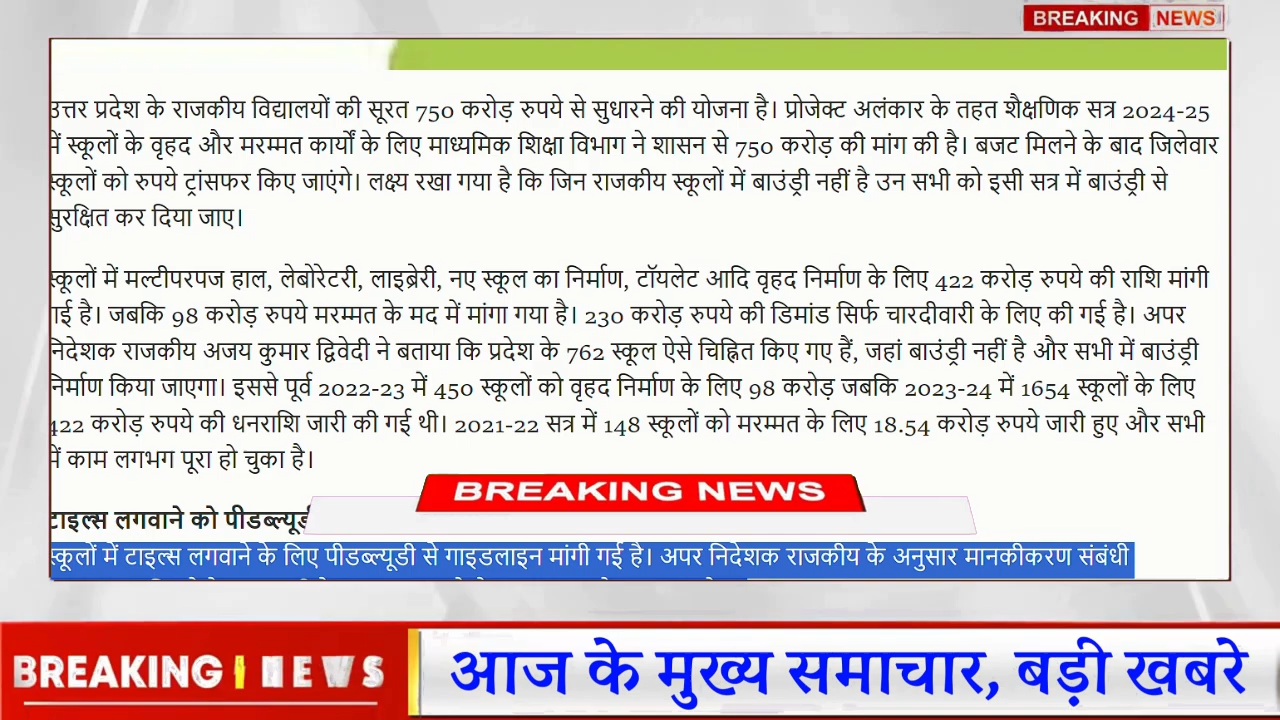 BREAKING NEWS
उत्तर प्रदेश के राजकीय विद्यालयों की सूरत 750 करोड़ रुपये से सुधारने की योजना है। प्रोजेक्ट अलंकार के तहत शैक्षणिक सत्र 2024-25
में स्कूलों के वृहद और मरम्मत कार्यों के लिए माध्यमिक शिक्षा विभाग ने शासन से 750 करोड़ की मांग की है। बजट मिलने के बाद जिलेवार
स्कूलों को रुपये ट्रांसफर किए जाएंगे। लक्ष्य रखा गया है कि जिन राजकीय स्कूलों में बाउंड्री नहीं है उन सभी को इसी सत्र में बाउंड्री से
सुरक्षित कर दिया जाए।
स्कूलों में मल्टीपरपज हाल, लेबोरेटरी, लाइब्रेरी, नए स्कूल का निर्माण, टॉयलेट आदि वृहद निर्माण के लिए 422 करोड़ रुपये की राशि मांगी
गई है। जबकि 98 करोड़ रुपये मरम्मत के मद में मांगा गया है। 230 करोड़ रुपये की डिमांड सिर्फ चारदीवारी के लिए की गई है। अपर
निदेशक राजकीय अजय कुमार द्विवेदी ने बताया कि प्रदेश के 762 स्कूल ऐसे चिह्नित किए गए हैं, जहां बाउंड्री नहीं है और सभी में बाउंड्री
निर्माण किया जाएगा। इससे पूर्व 2022-23 में 450 स्कूलों को वृहद निर्माण के लिए 98 करोड़ जबकि 2023-24 में 1654 स्कूलों के लिए
422 करोड़ रुपये की धनराशि जारी की गई थी। 2021-22 सत्र में 148 स्कूलों को मरम्मत के लिए 18.54 करोड़ रुपये जारी हुए और सभी
में काम लगभग पूरा हो चुका है।
BREAKING NEWS
टाइल्स लगवाने को पीडब्ल्यूडी
स्कूलों में टाइल्स लगवाने के लिए पीडब्ल्यूडी से गाइडलाइन मांगी गई है। अपर निदेशक राजकीय के अनुसार मानकीकरण संबंधी
BREAKING NEWS
आज के मुख्य समाचार, बड़ी खबरे